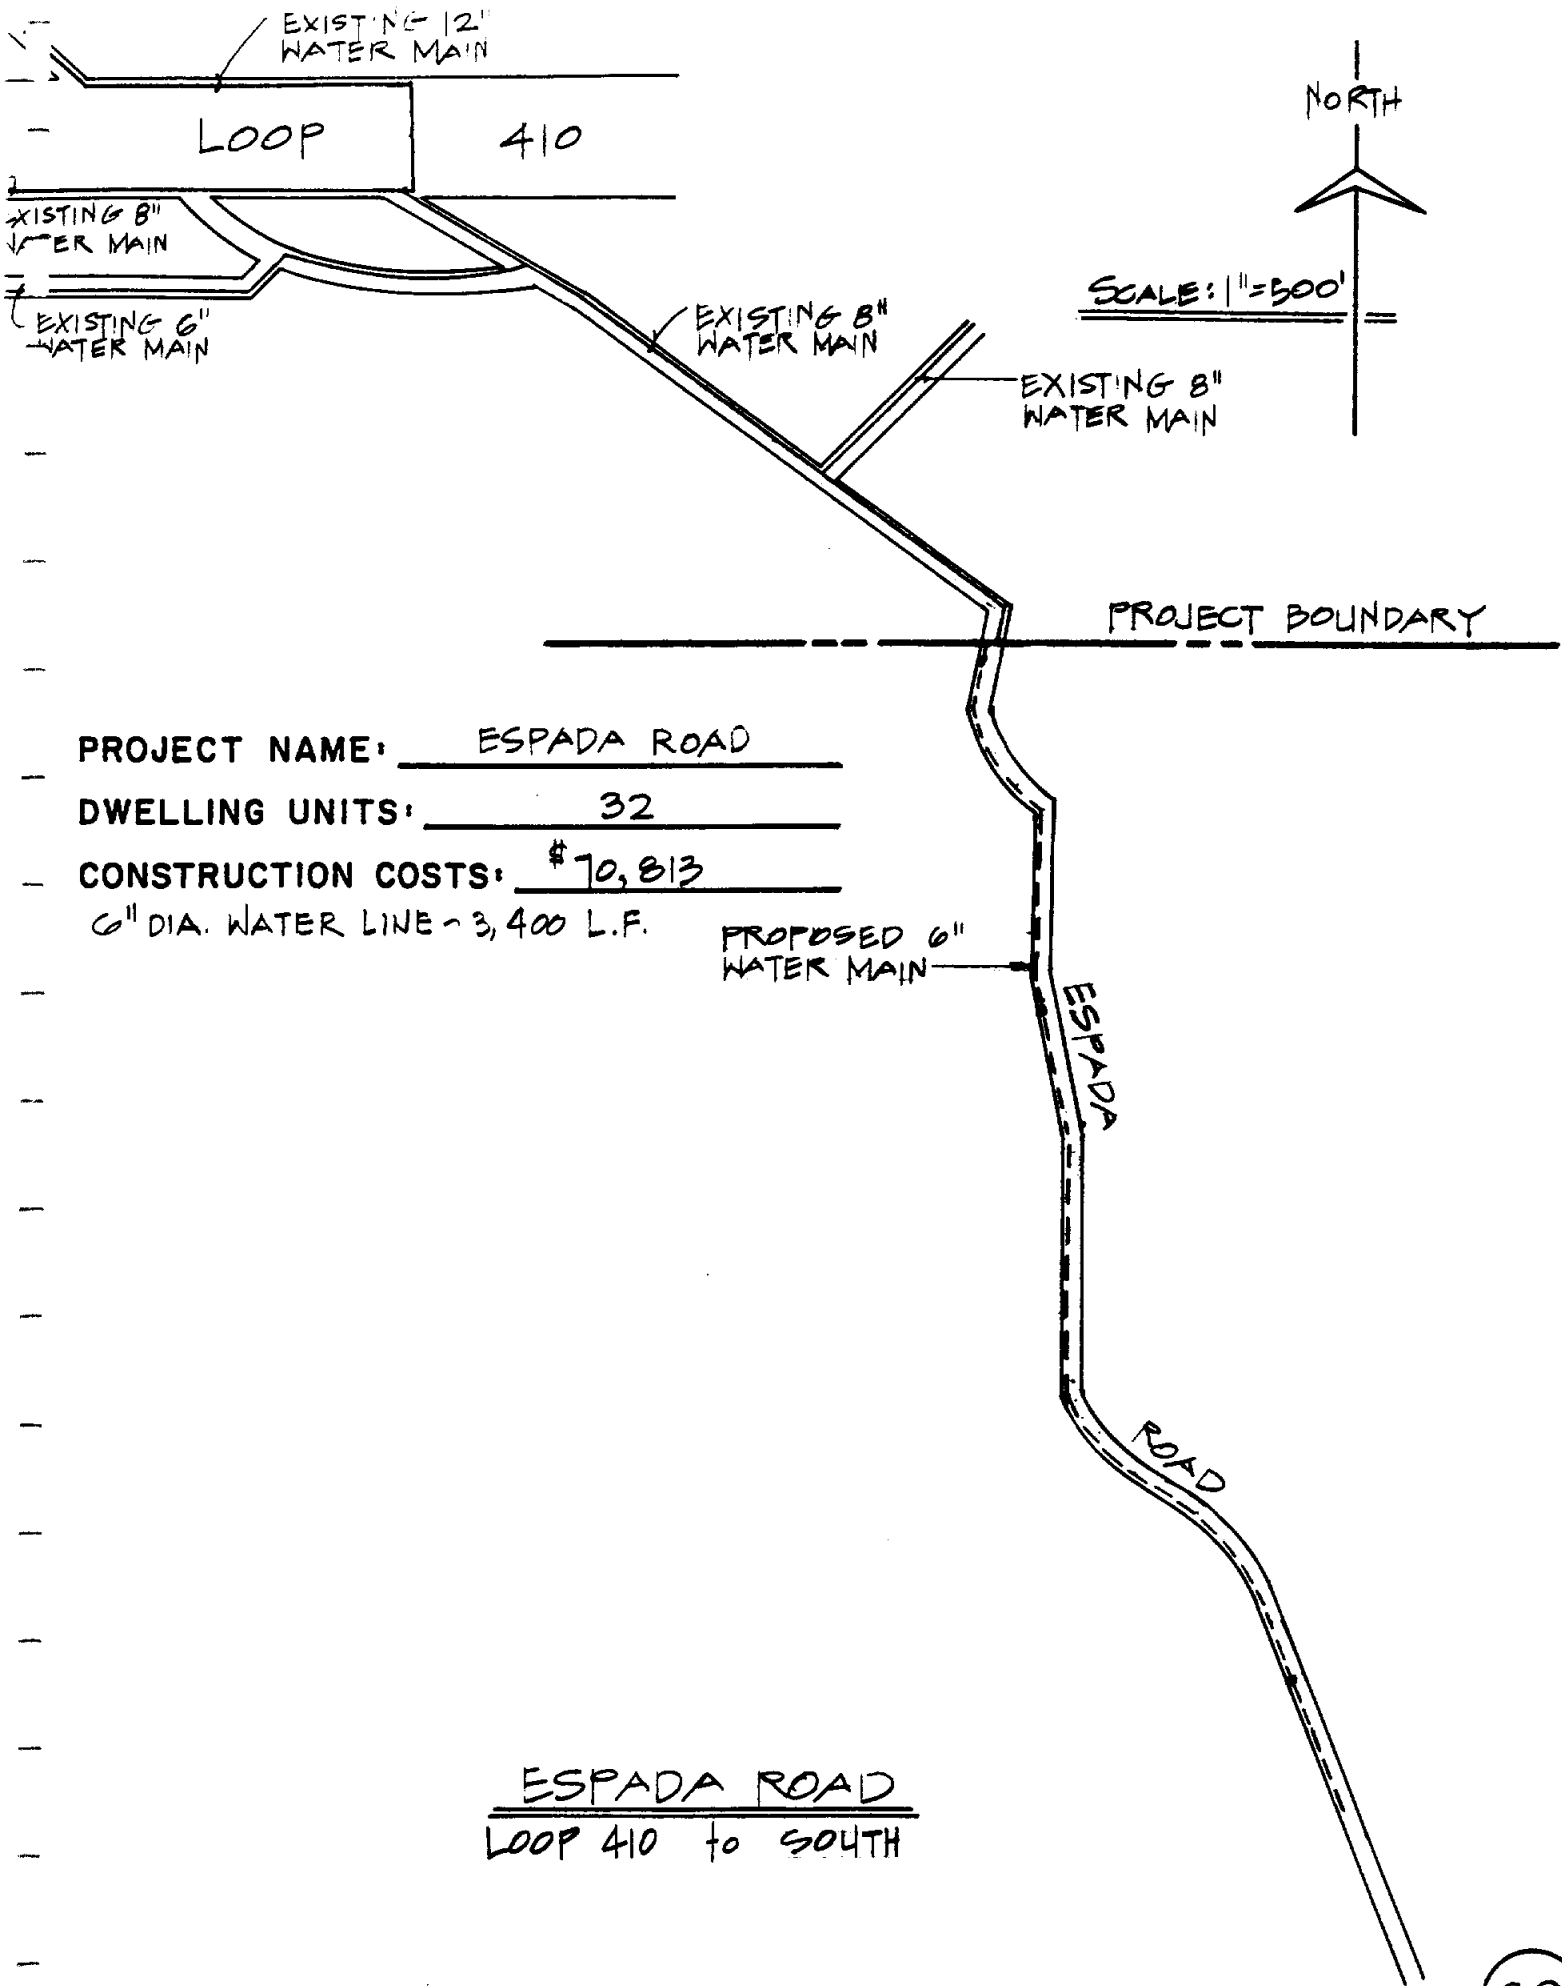 EXISTING 12"
WATER MAIN
NORTH
LOOP 410
XISTING 8"
WATER MAIN
SCALE: 1"=500'
EXISTING 6"
WATER MAIN
EXISTING 8"
WATER MAIN
EXISTING 8"
WATER MAIN
PROJECT BOUNDARY
PROJECT NAME: ESPADA ROAD
DWELLING UNITS: 32
CONSTRUCTION COSTS: $70,813
6" DIA. WATER LINE ~ 3,400 L.F.
PROPOSED 6"
WATER MAIN
ESPADA
ROAD
ESPADA ROAD
LOOP 410 to SOUTH